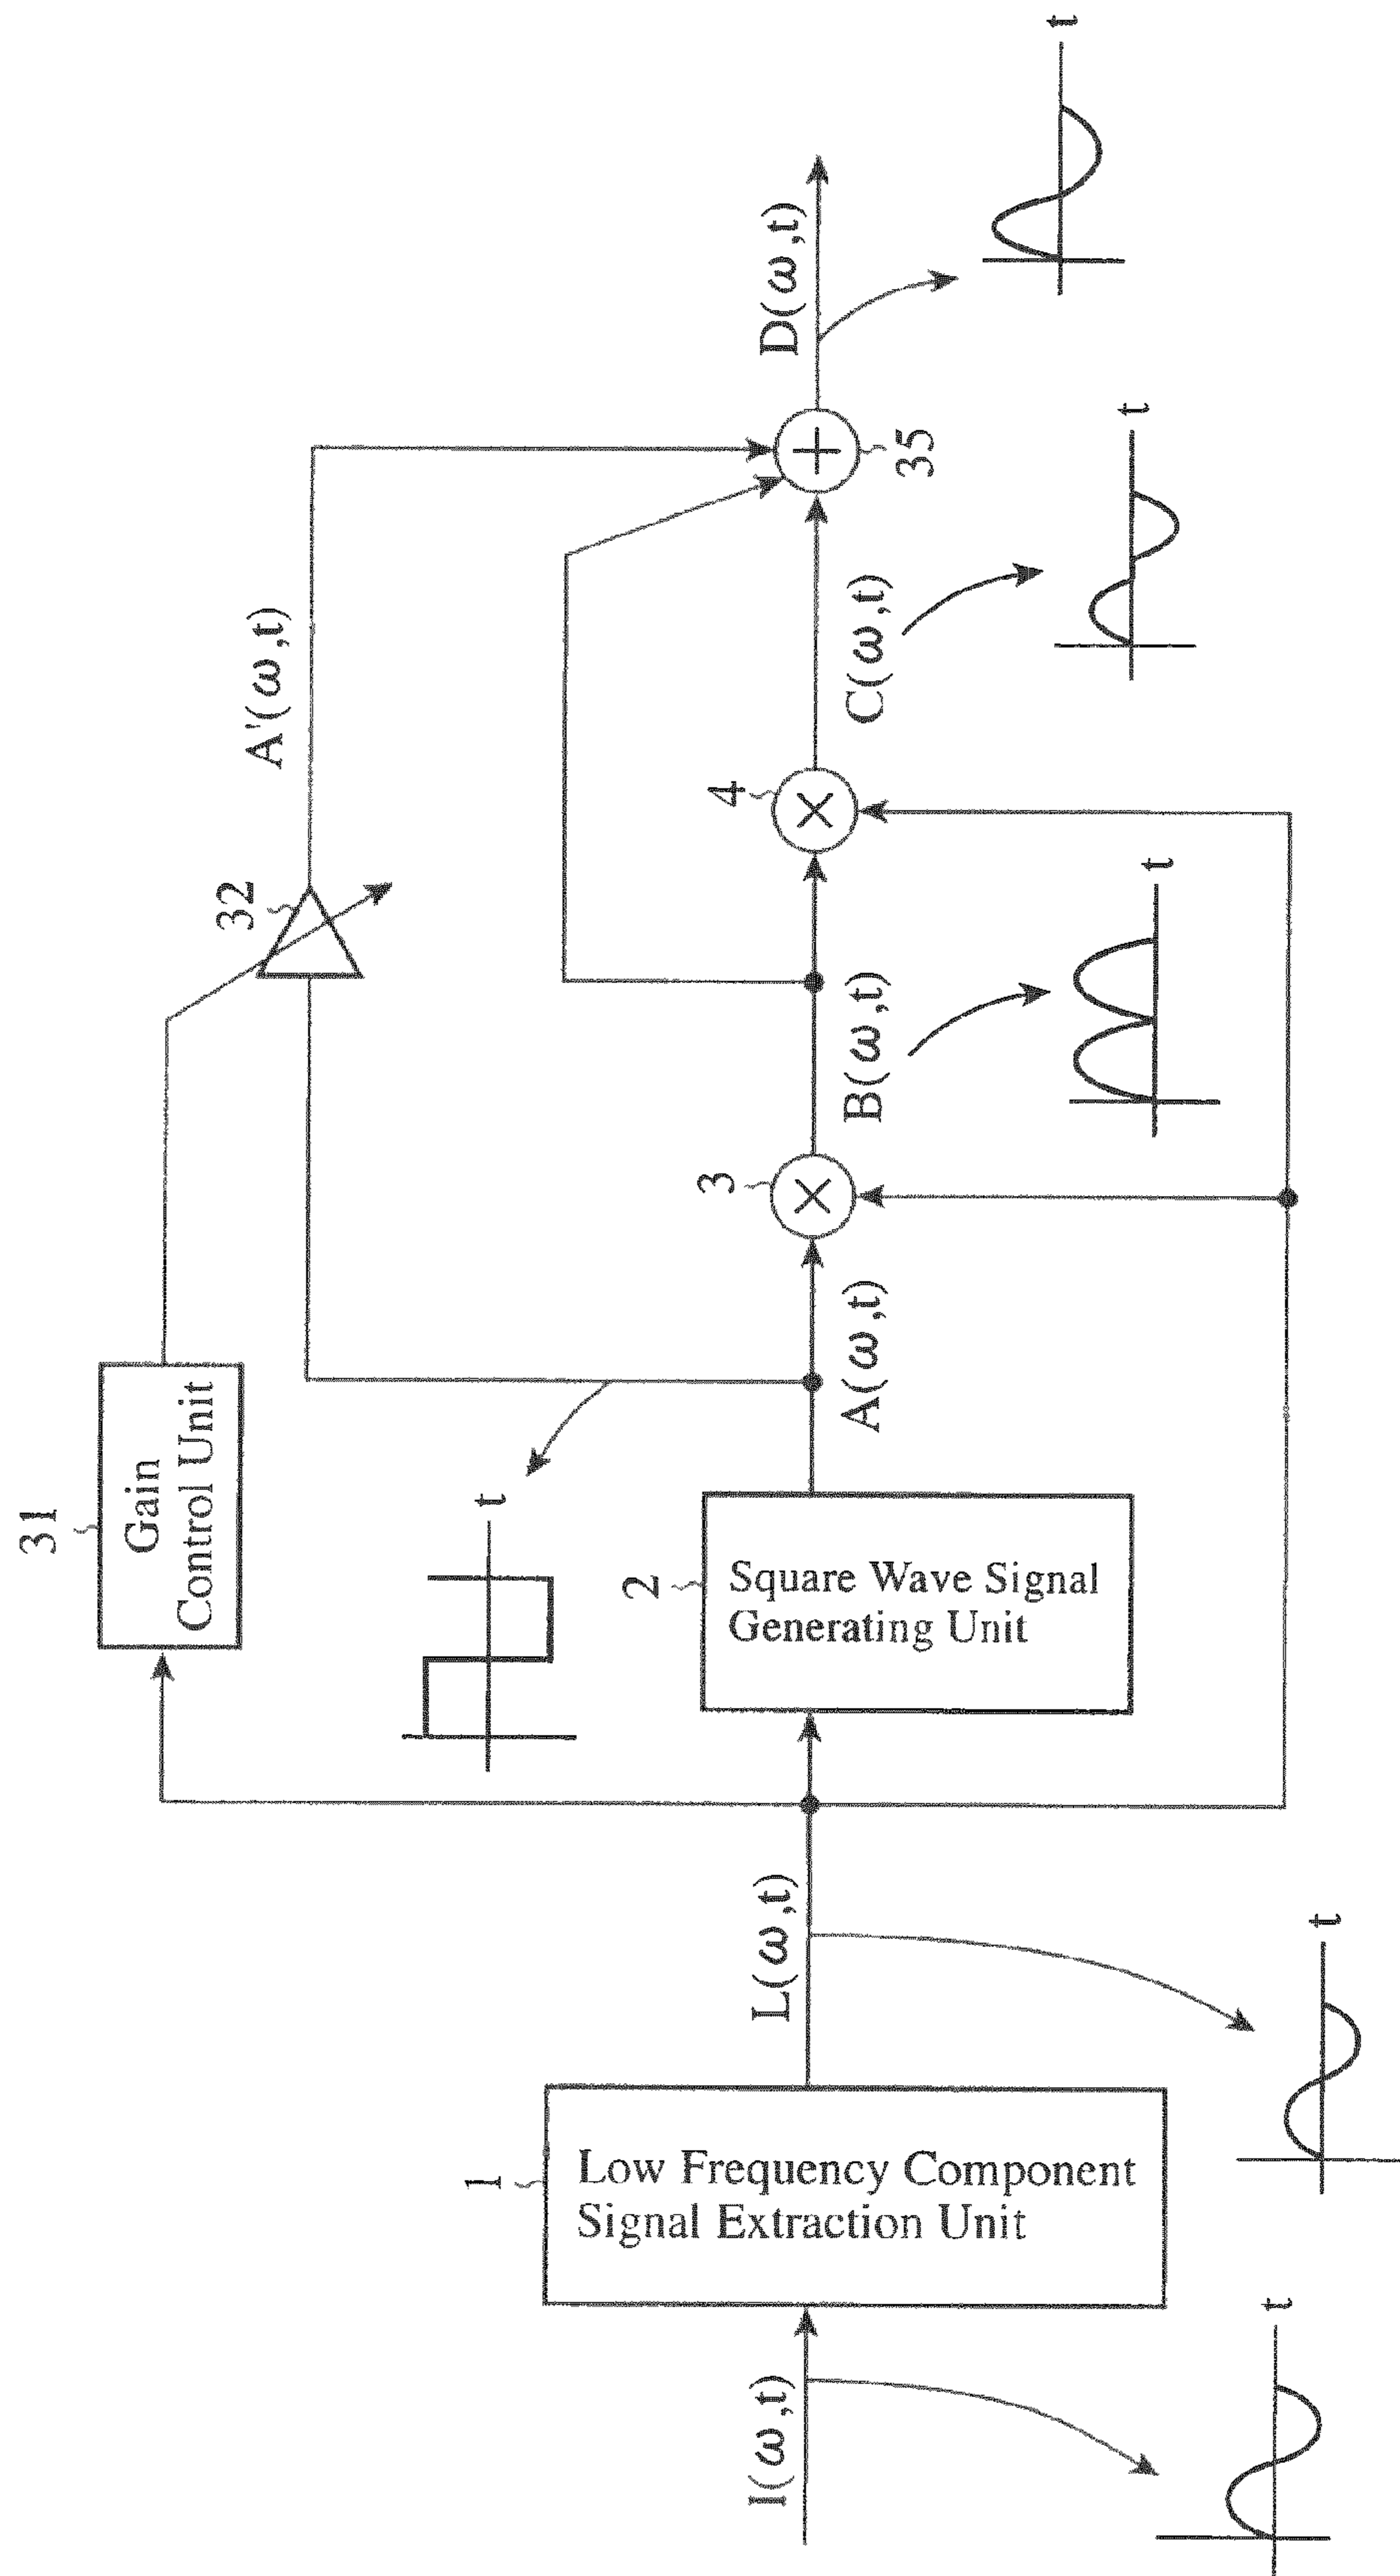 I(ω,t)
t
1
Low Frequency Component
Signal Extraction Unit
L(ω,t)
t
31
Gain
Control Unit
t
2
Square Wave Signal
Generating Unit
A(ω,t)
3
B(ω,t)
t
32
A'(ω,t)
4
C(ω,t)
t
35
D(ω,t)
t